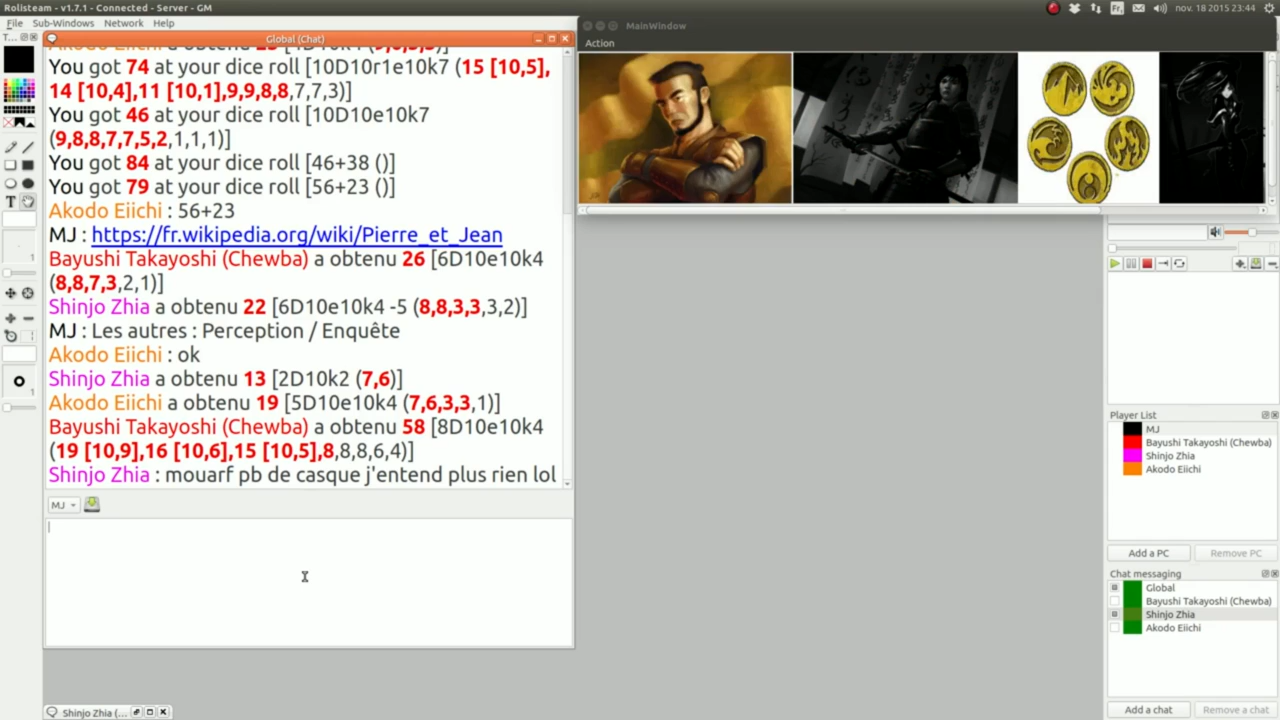 Rolisteam - v1.7.1 - Connected - Server - GM
Fr
nov. 18 2015 23:44
File Sub-Windows Network Help
T...
Global (Chat)
You got 74 at your dice roll [10D10r1e10k7 (15 [10,5],
14 [10,4],11 [10,1],9,9,8,8,7,7,3)]
You got 46 at your dice roll [10D10e10k7
(9,8,8,7,7,5,2,1,1,1)]
You got 84 at your dice roll [46+38 ()]
You got 79 at your dice roll [56+23 ()]
Akodo Eiichi : 56+23
MJ : https://fr.wikipedia.org/wiki/Pierre_et_Jean
Bayushi Takayoshi (Chewba) a obtenu 26 [6D10e10k4
(8,8,7,3,2,1)]
Shinjo Zhia a obtenu 22 [6D10e10k4 -5 (8,8,3,3,3,2)]
MJ : Les autres : Perception / Enquête
Akodo Eiichi : ok
Shinjo Zhia a obtenu 13 [2D10k2 (7,6)]
Akodo Eiichi a obtenu 19 [5D10e10k4 (7,6,3,3,1)]
Bayushi Takayoshi (Chewba) a obtenu 58 [8D10e10k4
(19 [10,9],16 [10,6],15 [10,5],8,8,8,6,4)]
Shinjo Zhia : mouarf pb de casque j'entend plus rien lol
MJ
T
1
1
Shinjo Zhia (...
MainWindow
Action
Player List
MJ
Bayushi Takayoshi (Chewba)
Shinjo Zhia
Akodo Eiichi
Add a PC Remove PC
Chat messaging
Global
Bayushi Takayoshi (Chewba)
Shinjo Zhia
Akodo Eiichi
Add a chat Remove a chat